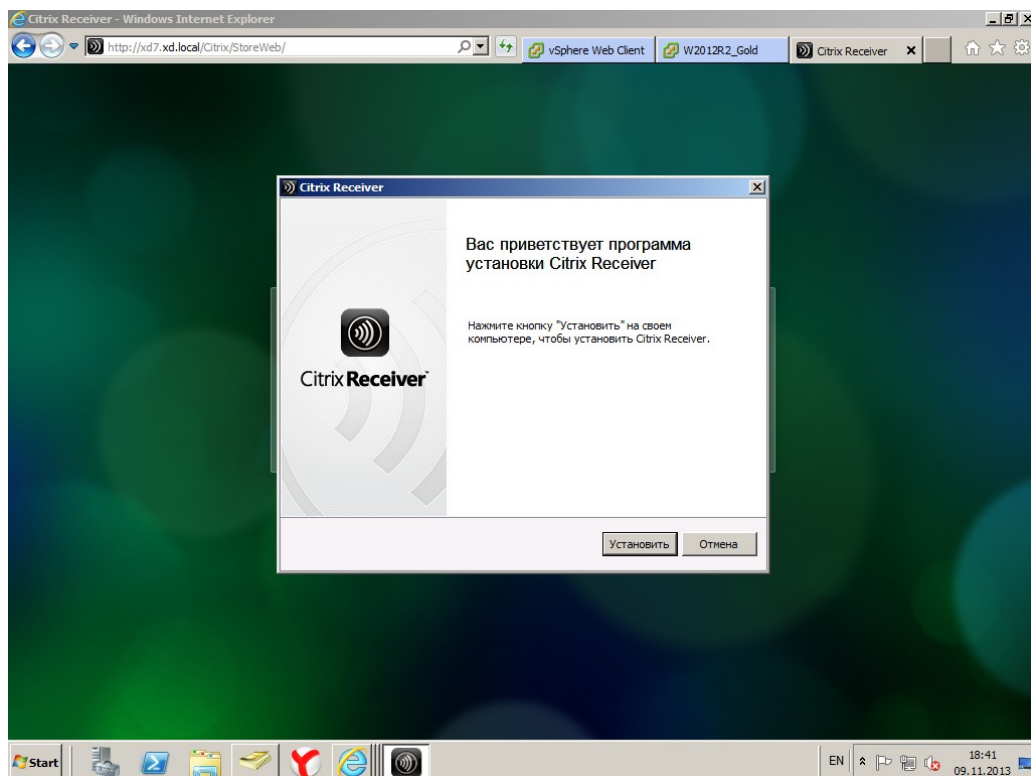 Citrix Receiver - Windows Internet Explorer
http://xd7.xd.local/Citrix/StoreWeb/
vSphere Web Client
W2012R2_Gold
Citrix Receiver
Citrix Receiver
Вас приветствует программа
установки Citrix Receiver
Нажмите кнопку "Установить" на своем
компьютере, чтобы установить Citrix Receiver.
Citrix Receiver™
Установить
Отмена
Start
EN
18:41
09.11.2013